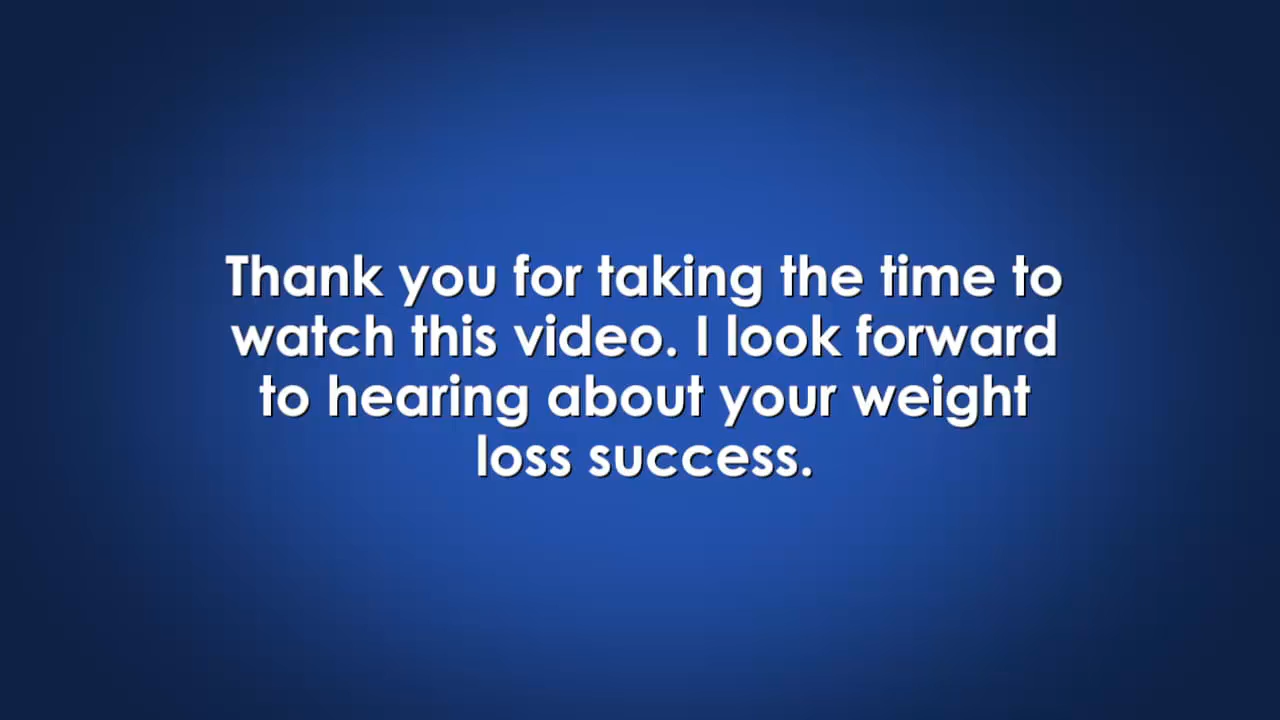 Thank you for taking the time to
watch this video. I look forward
to hearing about your weight
loss success.